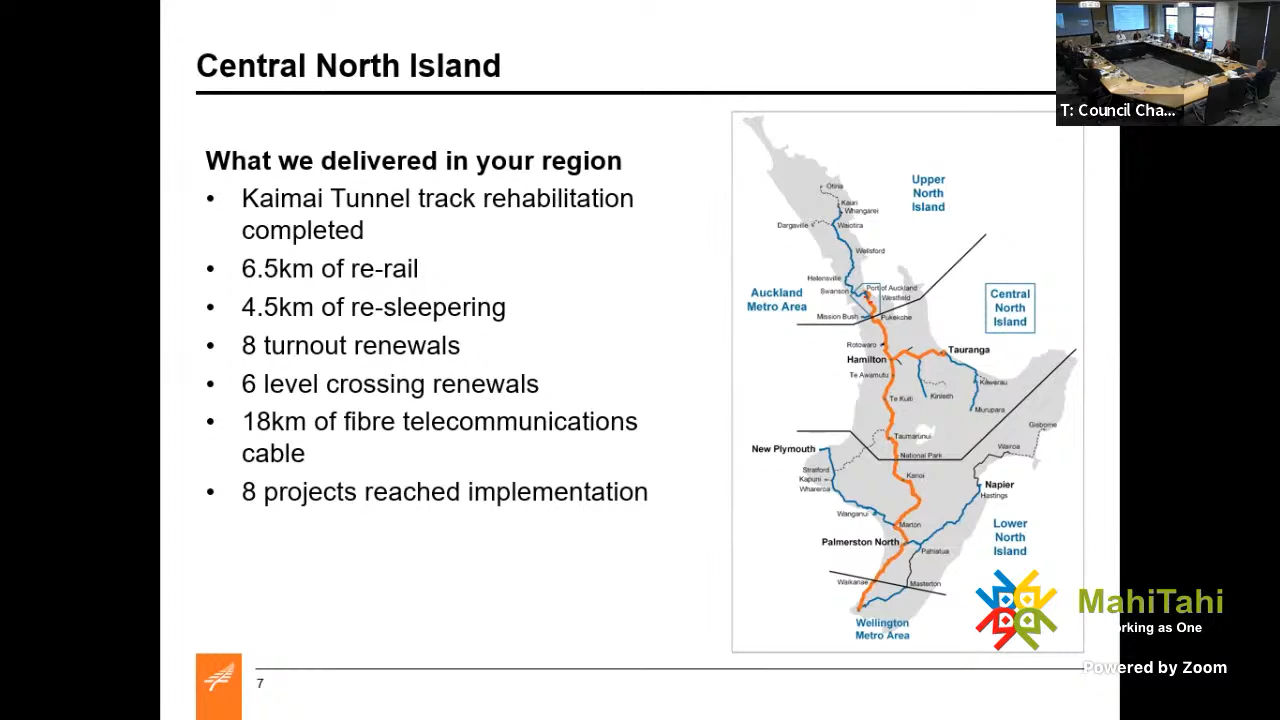 Central North Island
T: Council Cha...
What we delivered in your region
• Kaimai Tunnel track rehabilitation
completed
• 6.5km of re-rail
• 4.5km of re-sleepering
• 8 turnout renewals
• 6 level crossing renewals
• 18km of fibre telecommunications
cable
• 8 projects reached implementation
Upper
North
Island
Otiria
Kauri
Whangarei
Dargaville
Waiotira
Wellsford
Helensville
Swanson
Port of Auckland
Westfield
Auckland
Metro Area
Central
North
Island
Mission Bush
Pukekohe
Rotowaro
Hamilton
Tauranga
Te Awamutu
Kawerau
Te Kuiti
Kinleith
Murupara
Gisborne
Taumarunui
Wairoa
New Plymouth
National Park
Stratford
Kapuni
Whareroa
Karioi
Napier
Hastings
Wanganui
Marton
Lower
North
Island
Palmerston North
Pahiatua
Waikanae
Masterton
Wellington
Metro Area
MahiTahi
orking as One
Powered by Zoom
7